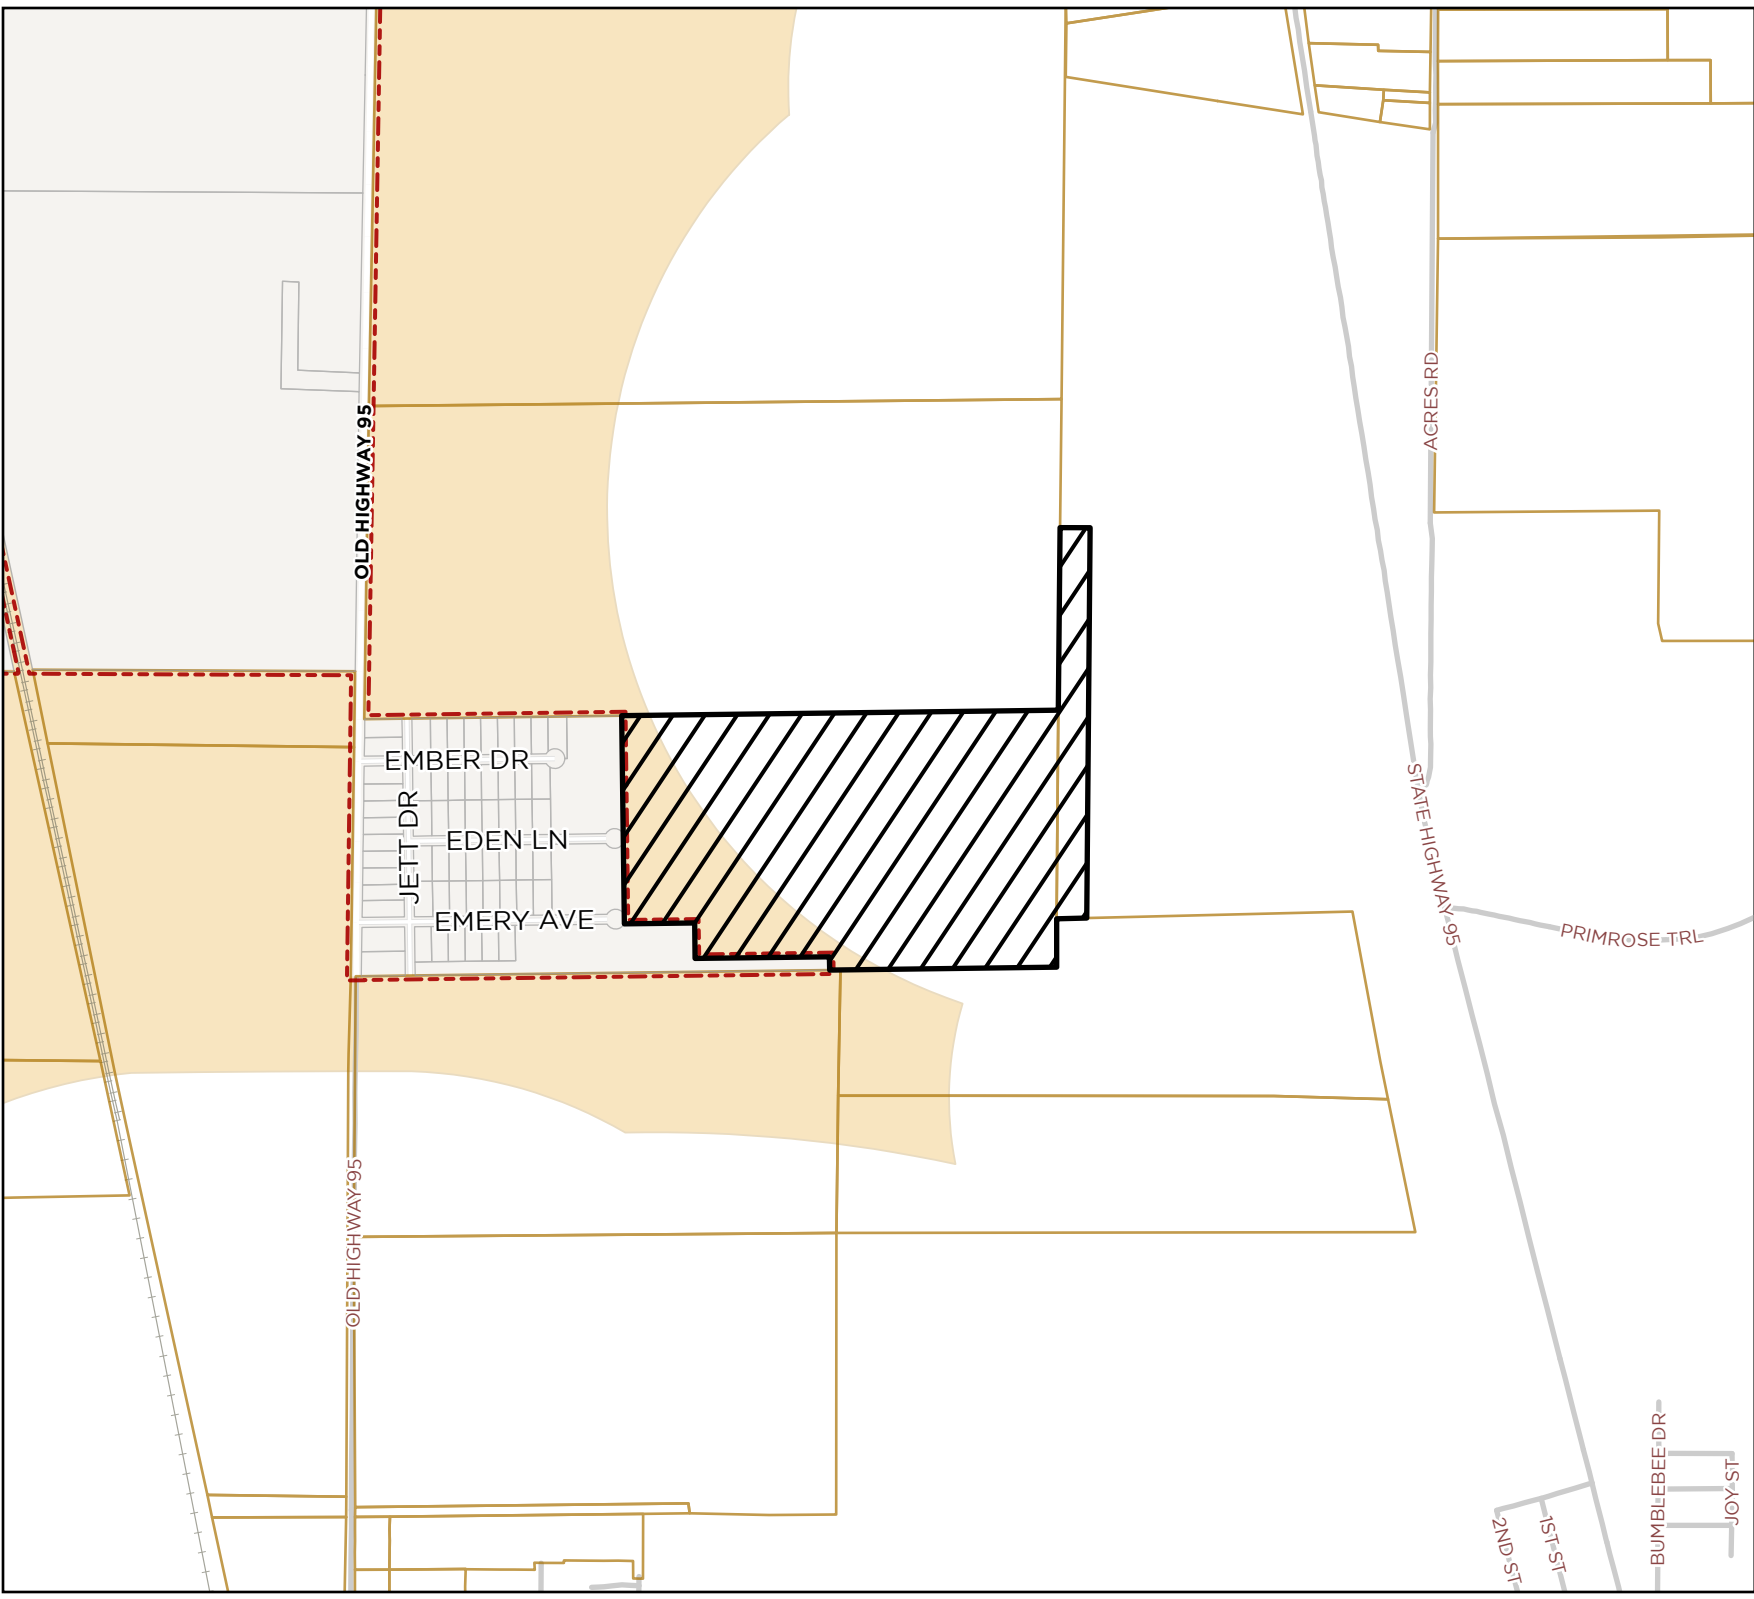 ACRES RD
OLD HIGHWAY 95
EMBER DR
JETT DR
EDEN LN
EMERY AVE
STATE HIGHWAY 95
PRIMROSE TRL
OLD HIGHWAY 95
BUMBLEBEE DR
JOY ST
2ND ST
1ST ST